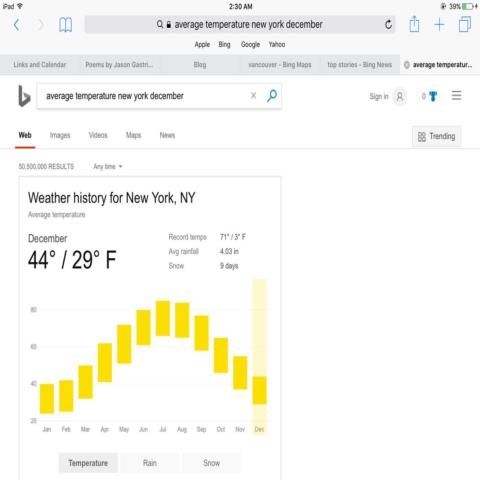 iPad 2:30 AM 39%
average temperature new york december
Apple Bing Google Yahoo
Links and Calendar Poems by Jason Gastri... Blog vancouver - Bing Maps top stories - Bing News average temperatur...
average temperature new york december Sign in 0
Web Images Videos Maps News Trending
50,500,000 RESULTS Any time
Weather history for New York, NY
Average temperature
December
44° / 29° F
Record temps 71° / 3° F
Avg rainfall 4.03 in
Snow 9 days
80
60
40
20
Jan Feb Mar Apr May Jun Jul Aug Sep Oct Nov Dec
Temperature Rain Snow